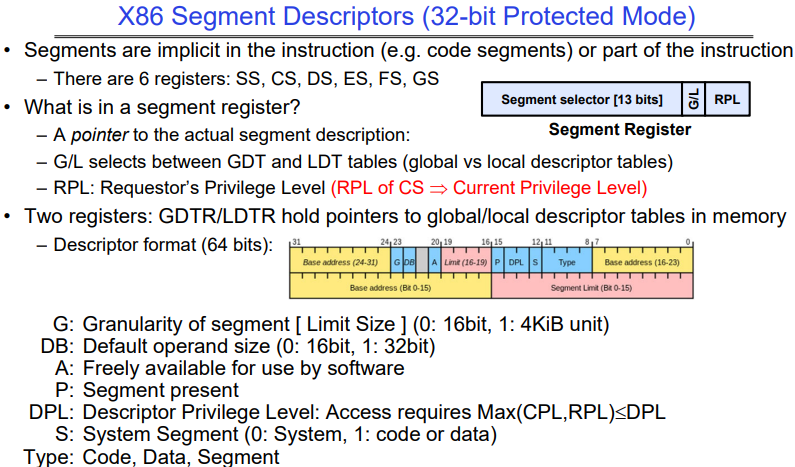 X86 Segment Descriptors (32-bit Protected Mode)
• Segments are implicit in the instruction (e.g. code segments) or part of the instruction
– There are 6 registers: SS, CS, DS, ES, FS, GS
• What is in a segment register?
Segment selector [13 bits] G/L RPL
Segment Register
– A pointer to the actual segment description:
– G/L selects between GDT and LDT tables (global vs local descriptor tables)
– RPL: Requestor's Privilege Level (RPL of CS ⇒ Current Privilege Level)
• Two registers: GDTR/LDTR hold pointers to global/local descriptor tables in memory
– Descriptor format (64 bits):
31 24 23 20 19 16 15 12 11 8 7 0
Base address (24-31) G DB A Limit (16-19) P DPL S Type Base address (16-23)
Base address (Bit 0-15) Segment Limit (Bit 0-15)
G: Granularity of segment [ Limit Size ] (0: 16bit, 1: 4KiB unit)
DB: Default operand size (0: 16bit, 1: 32bit)
A: Freely available for use by software
P: Segment present
DPL: Descriptor Privilege Level: Access requires Max(CPL,RPL)≤DPL
S: System Segment (0: System, 1: code or data)
Type: Code, Data, Segment